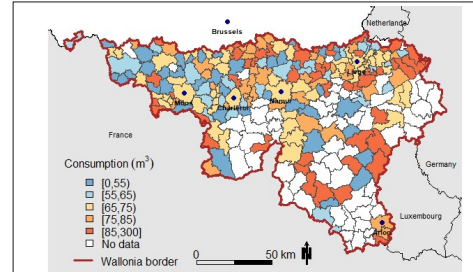 Netherlands
Brussels
Liège
Namur
Mons
Charleroi
France
Germany
Consumption (m³)
[0,55)
[55,65)
[65,75)
[75,85)
[85,300]
No data
Luxembourg
Arlon
Wallonia border
0 50 km N